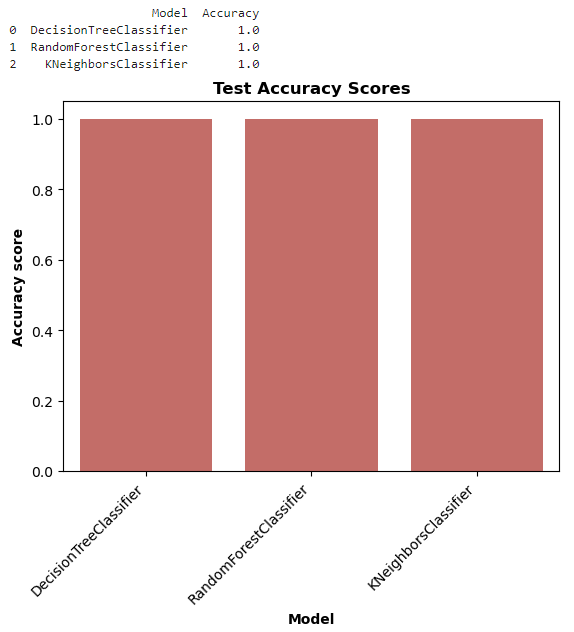 Model Accuracy
0 DecisionTreeClassifier 1.0
1 RandomForestClassifier 1.0
2 KNeighborsClassifier 1.0
Test Accuracy Scores
Accuracy score
1.0
0.8
0.6
0.4
0.2
0.0
DecisionTreeClassifier
RandomForestClassifier
KNeighborsClassifier
Model